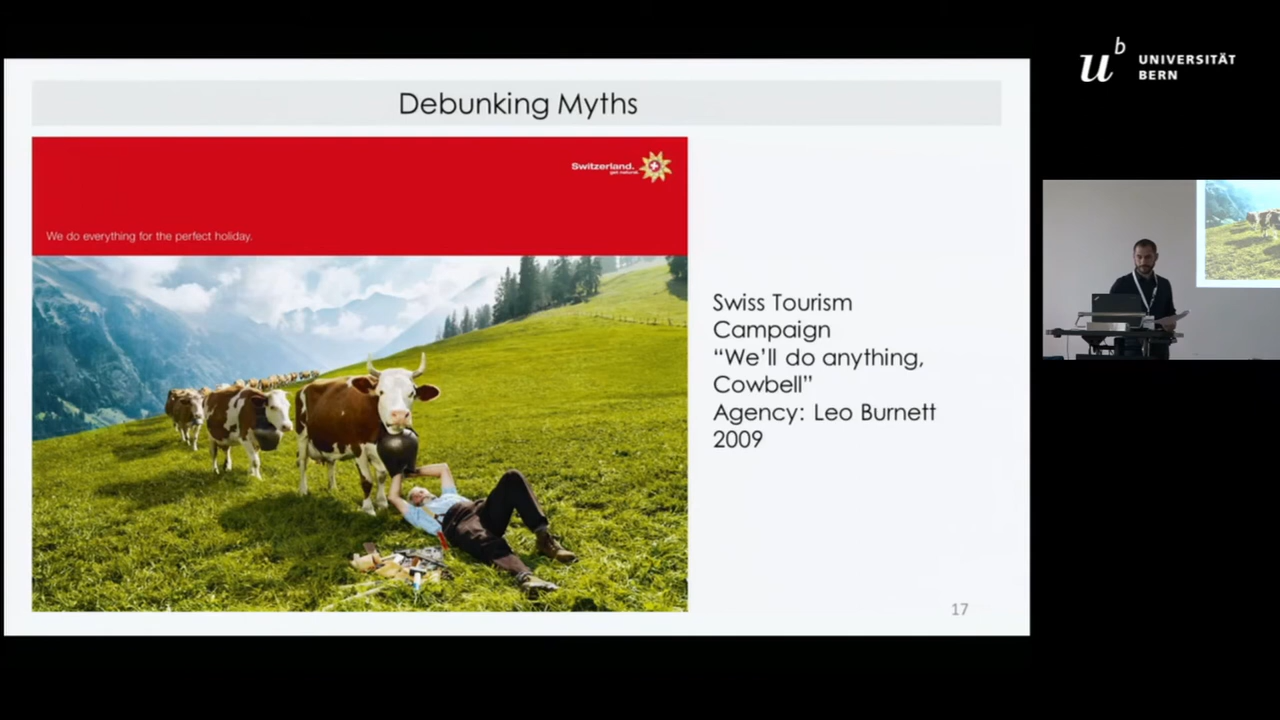 Debunking Myths
Switzerland.
get natural.
We do everything for the perfect holiday.
Swiss Tourism
Campaign
“We’ll do anything,
Cowbell”
Agency: Leo Burnett
2009
17
u
b
UNIVERSITÄT
BERN